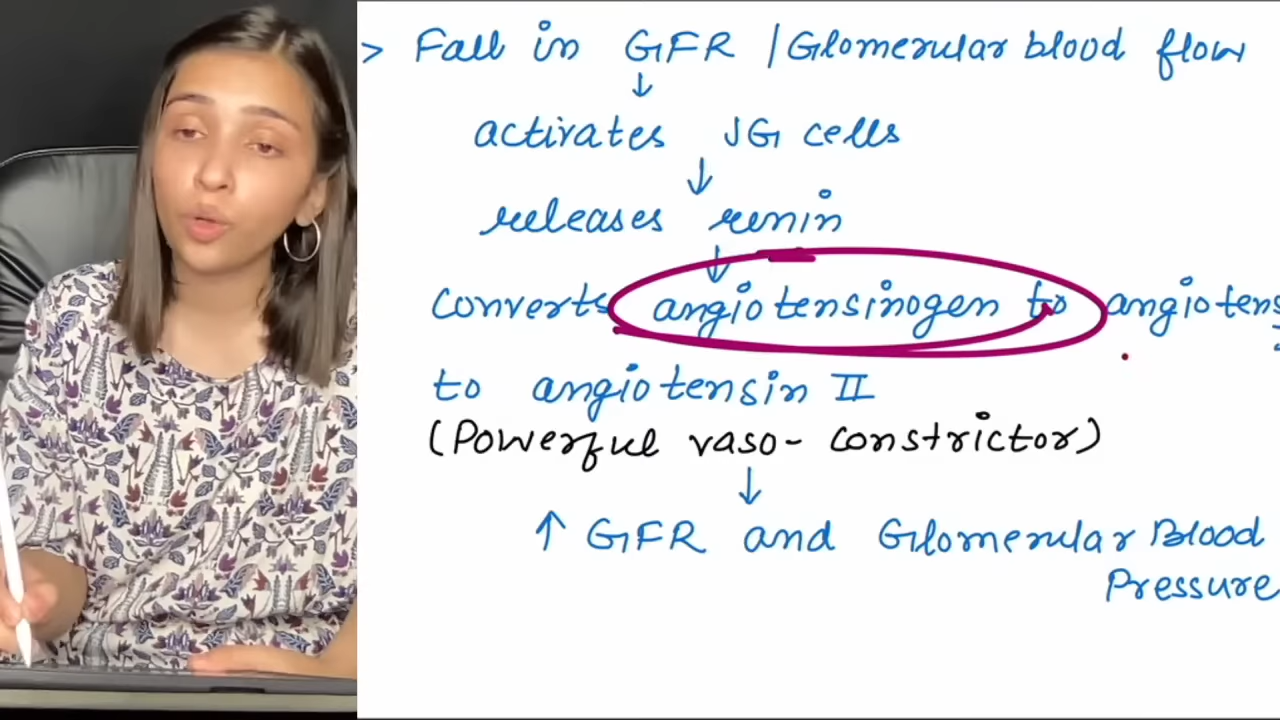 > Fall in GFR / Glomerular blood flow
↓
activates JG cells
↓
releases renin
↓
converts angiotensinogen to angiotens
to angiotensin II
(Powerful vaso-constrictor)
↓
↑ GFR and Glomerular Blood
Pressure